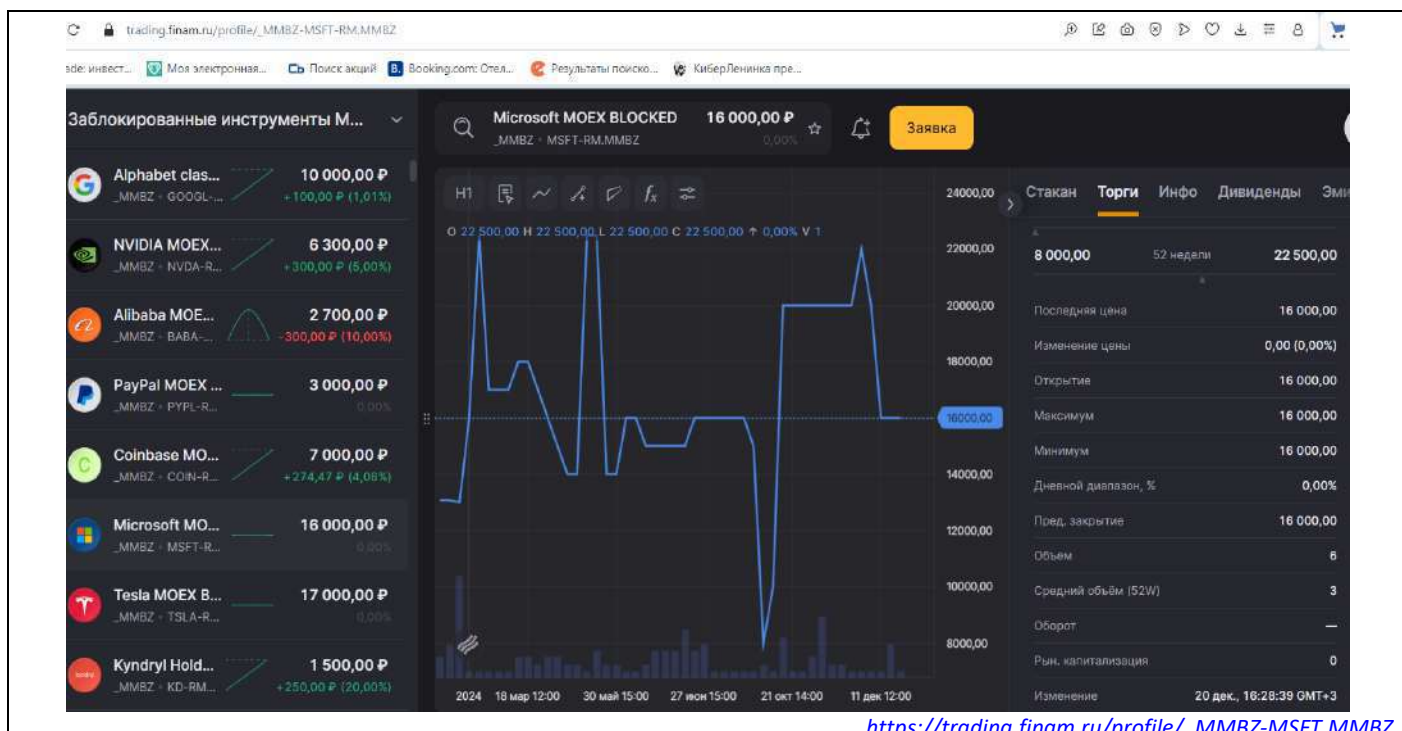 trading.finam.ru/profile/_MMBZ-MSFT-RM.MMBZ
ade: инвест... Моя электронная... Поиск акций Booking.com: Отел... Результаты поиско... КиберЛенинка пре...
Заблокированные инструменты М...
Microsoft MOEX BLOCKED 16 000,00 ₽
_MMBZ • MSFT-RM.MMBZ 0,00%
Заявка
Alphabet clas... 10 000,00 ₽
_MMBZ • GOOGL-... +100,00 ₽ (1,01%)
NVIDIA MOEX... 6 300,00 ₽
_MMBZ • NVDA-R... +300,00 ₽ (5,00%)
Alibaba MOE... 2 700,00 ₽
_MMBZ • BABA-... -300,00 ₽ (10,00%)
PayPal MOEX ... 3 000,00 ₽
_MMBZ • PYPL-R... 0,00%
Coinbase MO... 7 000,00 ₽
_MMBZ • COIN-R... +274,47 ₽ (4,08%)
Microsoft MO... 16 000,00 ₽
_MMBZ • MSFT-R... 0,00%
Tesla MOEX B... 17 000,00 ₽
_MMBZ • TSLA-R... 0,00%
Kyndryl Hold... 1 500,00 ₽
_MMBZ • KD-RM... +250,00 ₽ (20,00%)
H1
O 22 500,00 H 22 500,00 L 22 500,00 C 22 500,00 ↑ 0,00% V 1
24000,00
22000,00
20000,00
18000,00
16000,00
14000,00
12000,00
10000,00
8000,00
2024 18 мар 12:00 30 май 15:00 27 июн 15:00 21 окт 14:00 11 дек 12:00
Стакан Торги Инфо Дивиденды Эми
8 000,00 52 недели 22 500,00
Последняя цена 16 000,00
Изменение цены 0,00 (0,00%)
Открытие 16 000,00
Максимум 16 000,00
Минимум 16 000,00
Дневной диапазон, % 0,00%
Пред. закрытие 16 000,00
Объём 6
Средний объём (52W) 3
Оборот —
Рын. капитализация 0
Изменение 20 дек., 16:28:39 GMT+3
https://trading.finam.ru/profile/_MMBZ-MSFT.MMBZ